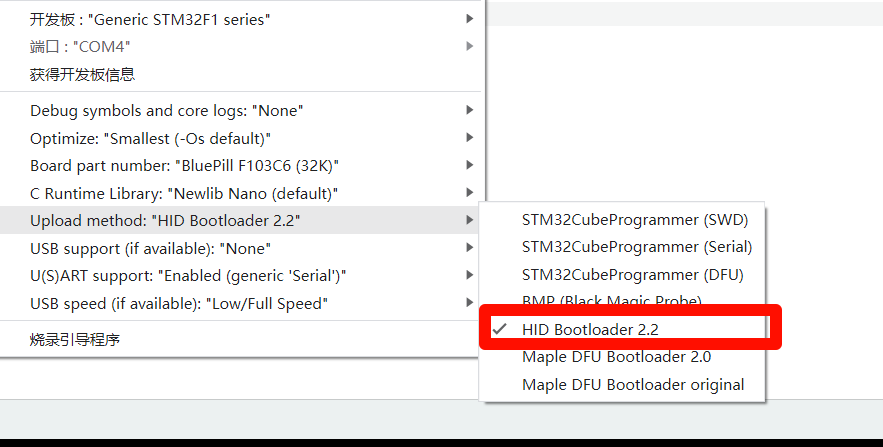 开发板 : "Generic STM32F1 series"
端口 : "COM4"
获得开发板信息
Debug symbols and core logs: "None"
Optimize: "Smallest (-Os default)"
Board part number: "BluePill F103C6 (32K)"
C Runtime Library: "Newlib Nano (default)"
Upload method: "HID Bootloader 2.2"
USB support (if available): "None"
U(S)ART support: "Enabled (generic 'Serial')"
USB speed (if available): "Low/Full Speed"
烧录引导程序
STM32CubeProgrammer (SWD)
STM32CubeProgrammer (Serial)
STM32CubeProgrammer (DFU)
BMP (Black Magic Probe)
HID Bootloader 2.2
Maple DFU Bootloader 2.0
Maple DFU Bootloader original